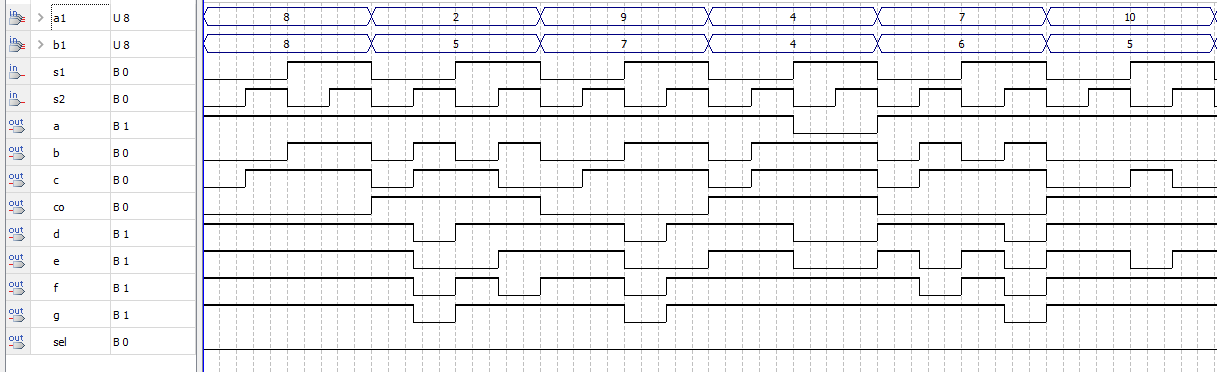 in > a1 U 8 8 2 9 4 7 10
in > b1 U 8 8 5 7 4 6 5
in s1 B 0
in s2 B 0
out a B 1
out b B 0
out c B 0
out co B 0
out d B 1
out e B 1
out f B 1
out g B 1
out sel B 0